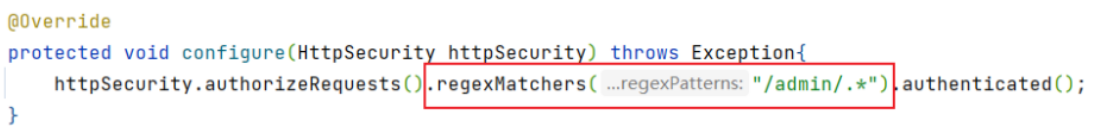 @Override
protected void configure(HttpSecurity httpSecurity) throws Exception{
httpSecurity.authorizeRequests().regexMatchers( ...regexPatterns: "/admin/.*").authenticated();
}